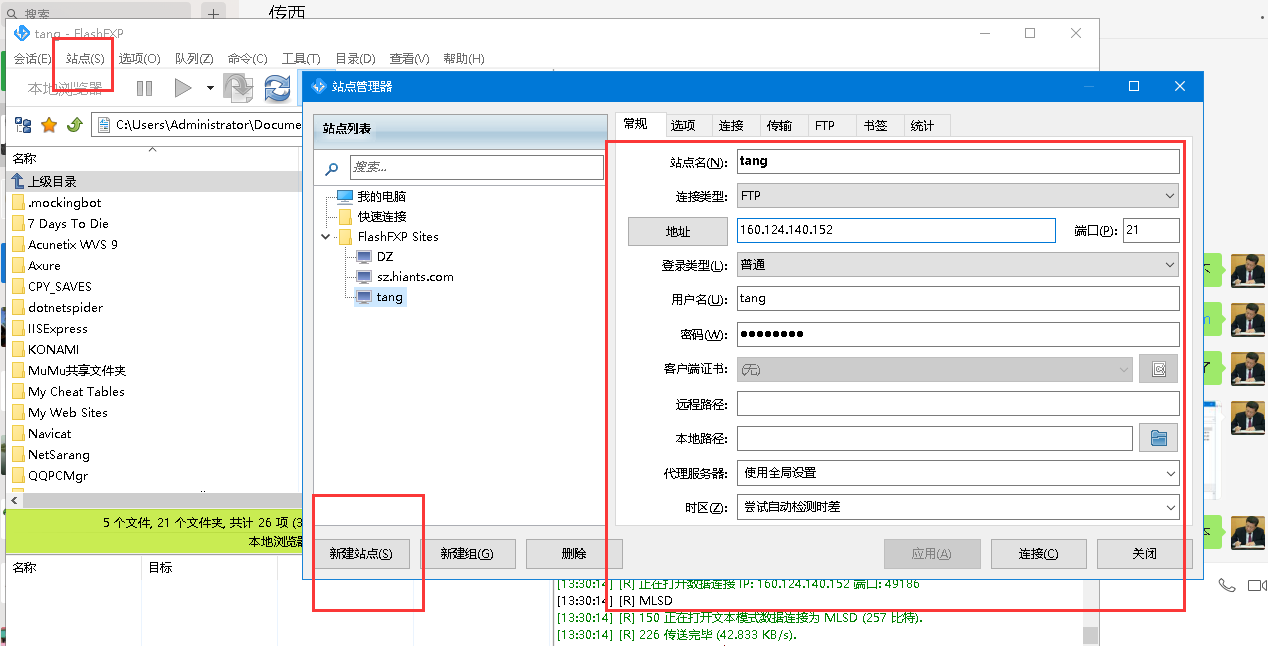 搜索
传西
tang - FlashFXP
会话(E) 站点(S) 选项(O) 队列(Z) 命令(C) 工具(T) 目录(D) 查看(V) 帮助(H)
本地浏览器
C:\Users\Administrator\Docume
名称
上级目录
.mockingbot
7 Days To Die
Acunetix WVS 9
Axure
CPY_SAVES
dotnetspider
IISExpress
KONAMI
MuMu共享文件夹
My Cheat Tables
My Web Sites
Navicat
NetSarang
QQPCMgr
5 个文件, 21 个文件夹, 共计 26 项 (3
本地浏览器
名称 目标
站点管理器
站点列表
搜索...
我的电脑
快速连接
FlashFXP Sites
DZ
sz.hiants.com
tang
新建站点(S) 新建组(G) 删除
常规 选项 连接 传输 FTP 书签 统计
站点名(N): tang
连接类型: FTP
地址 160.124.140.152 端口(P): 21
登录类型(L): 普通
用户名(U): tang
密码(W): ●●●●●●●●
客户端证书: (无)
远程路径:
本地路径:
代理服务器: 使用全局设置
时区(Z): 尝试自动检测时差
应用(A) 连接(C) 关闭
[13:30:14] [R] 正在打开数据连接 IP: 160.124.140.152 端口: 49186
[13:30:14] [R] MLSD
[13:30:14] [R] 150 正在打开文本模式数据连接为 MLSD (257 比特).
[13:30:14] [R] 226 传送完毕 (42.833 KB/s).